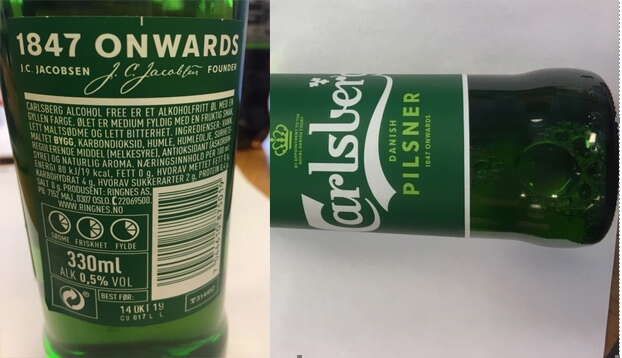 1847 ONWARDS
J.C. JACOBSEN J.C. Jacobsen FOUNDER
CARLSBERG ALCOHOL FREE ER ET ALKOHOLFRITT ØL MED EN
GYLLEN FARGE. ØLET ER MEDIUM FYLDIG MED EN FRUKTIG SMAK,
LETT MALTSØDME OG LETT BITTERHET. INGREDIENSER: VANN,
MALTET BYGG, KARBONDIOKSID, HUMLE, SURHETS-
REGULERENDE MIDDEL (MELKESYRE), ANTIOKSIDANT (ASKORBIN-
SYRE) OG NATURLIG AROMA. NÆRINGSINNHOLD PER 100 ml:
ENERGI 80 kJ/19 kcal, FETT 0 g, HVORAV METTET
KARBOHYDRAT 4 g, HVORAV SUKKERARTER 2 g, PROTEIN
SALT 0 g. PRODUSENT: RINGNES AS,
PB. 7152 MAJ., 0307 OSLO. 22069500.
WWW.RINGNES.NO
SØDME FRISKHET FYLDE
330ml
ALK 0,5% VOL
BEST FØR:
14 OKT 19
Carlsberg
DANISH
PILSNER
1847 ONWARDS